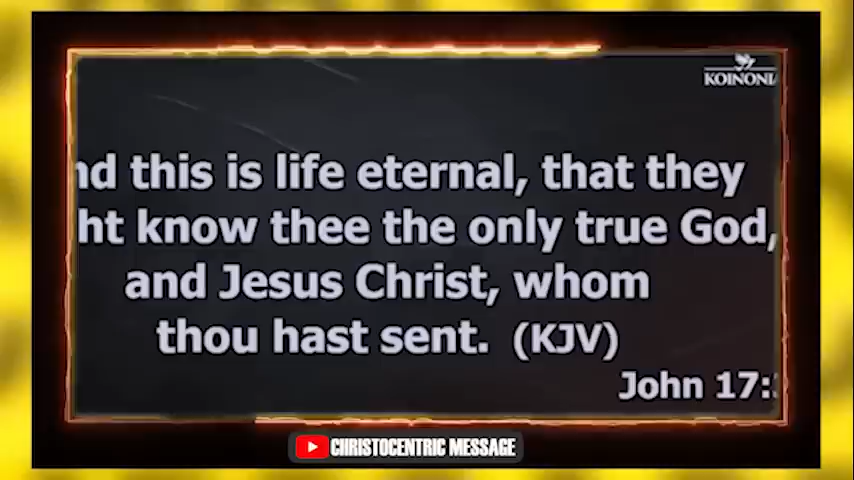 KOINONI
nd this is life eternal, that they
ht know thee the only true God,
and Jesus Christ, whom
thou hast sent. (KJV)
John 17:
CHRISTOCENTRIC MESSAGE